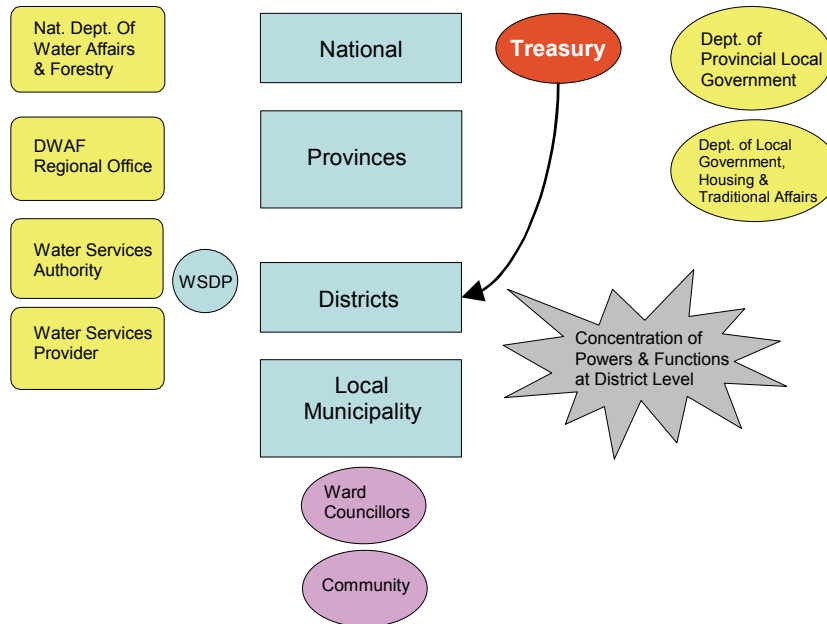 Nat. Dept. Of
Water Affairs
& Forestry
National
Treasury
Dept. of
Provincial Local
Government
DWAF
Regional Office
Provinces
Dept. of Local
Government,
Housing &
Traditional Affairs
Water Services
Authority
WSDP
Districts
Water Services
Provider
Concentration of
Powers & Functions
at District Level
Local
Municipality
Ward
Councillors
Community